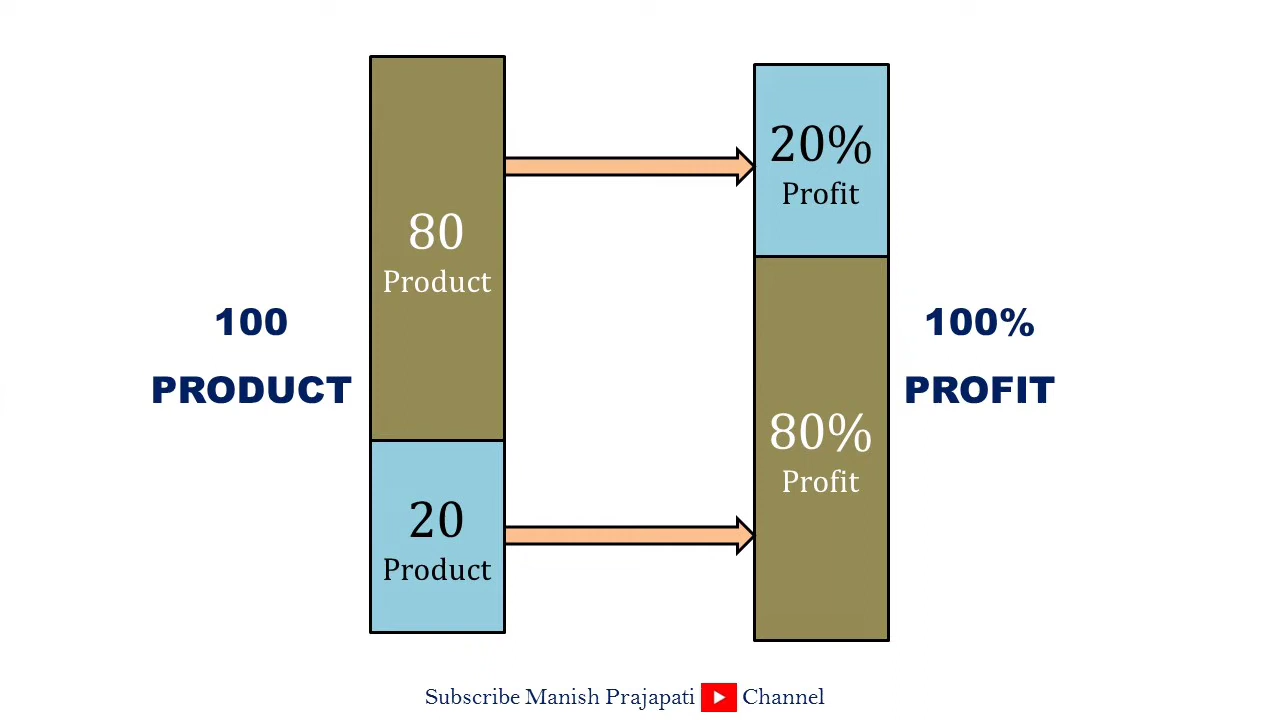 100
PRODUCT
80
Product
20
Product
20%
Profit
80%
Profit
100%
PROFIT
Subscribe Manish Prajapati Channel